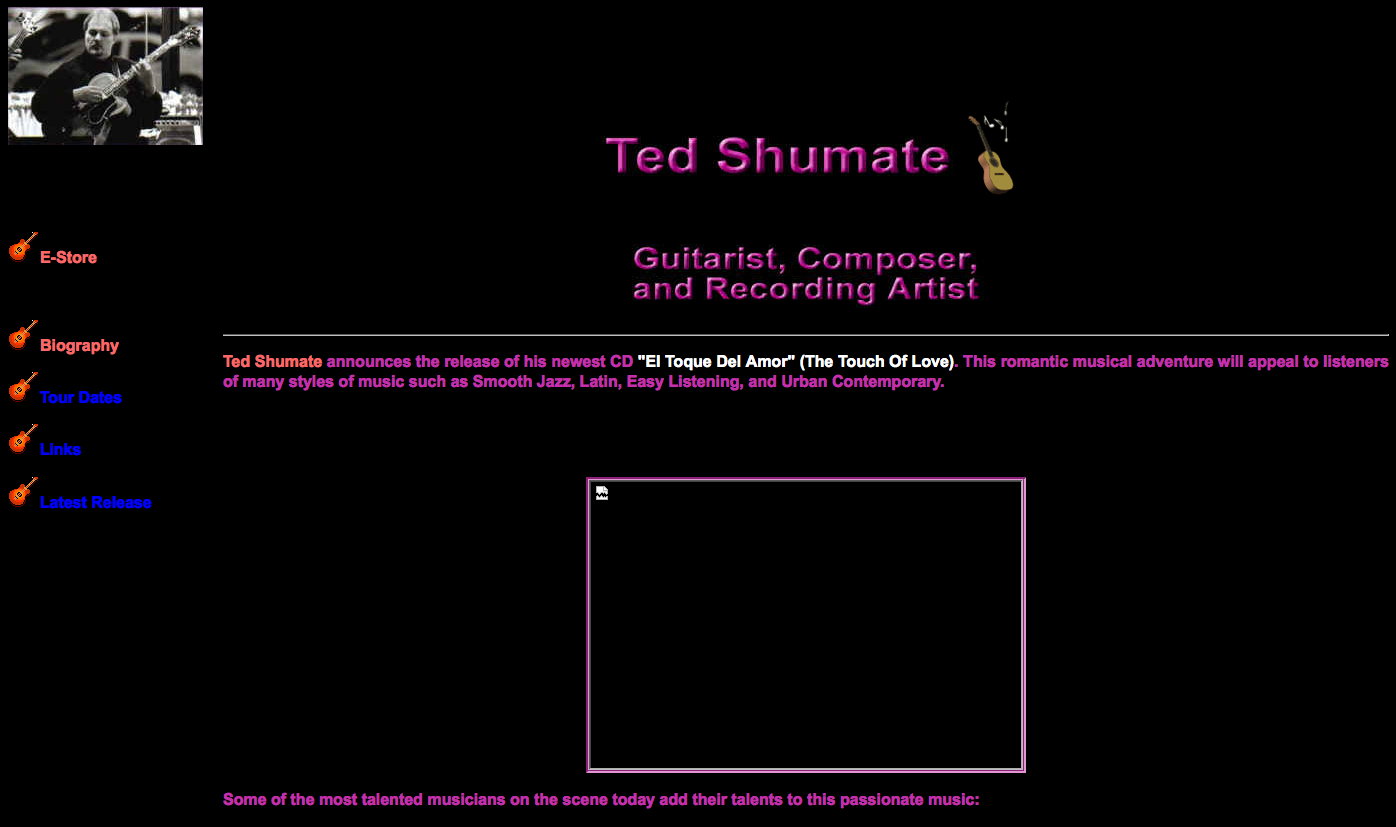 Ted Shumate
Guitarist, Composer,
and Recording Artist
E-Store
Biography
Tour Dates
Links
Latest Release
Ted Shumate announces the release of his newest CD "El Toque Del Amor" (The Touch Of Love). This romantic musical adventure will appeal to listeners
of many styles of music such as Smooth Jazz, Latin, Easy Listening, and Urban Contemporary.
Some of the most talented musicians on the scene today add their talents to this passionate music: